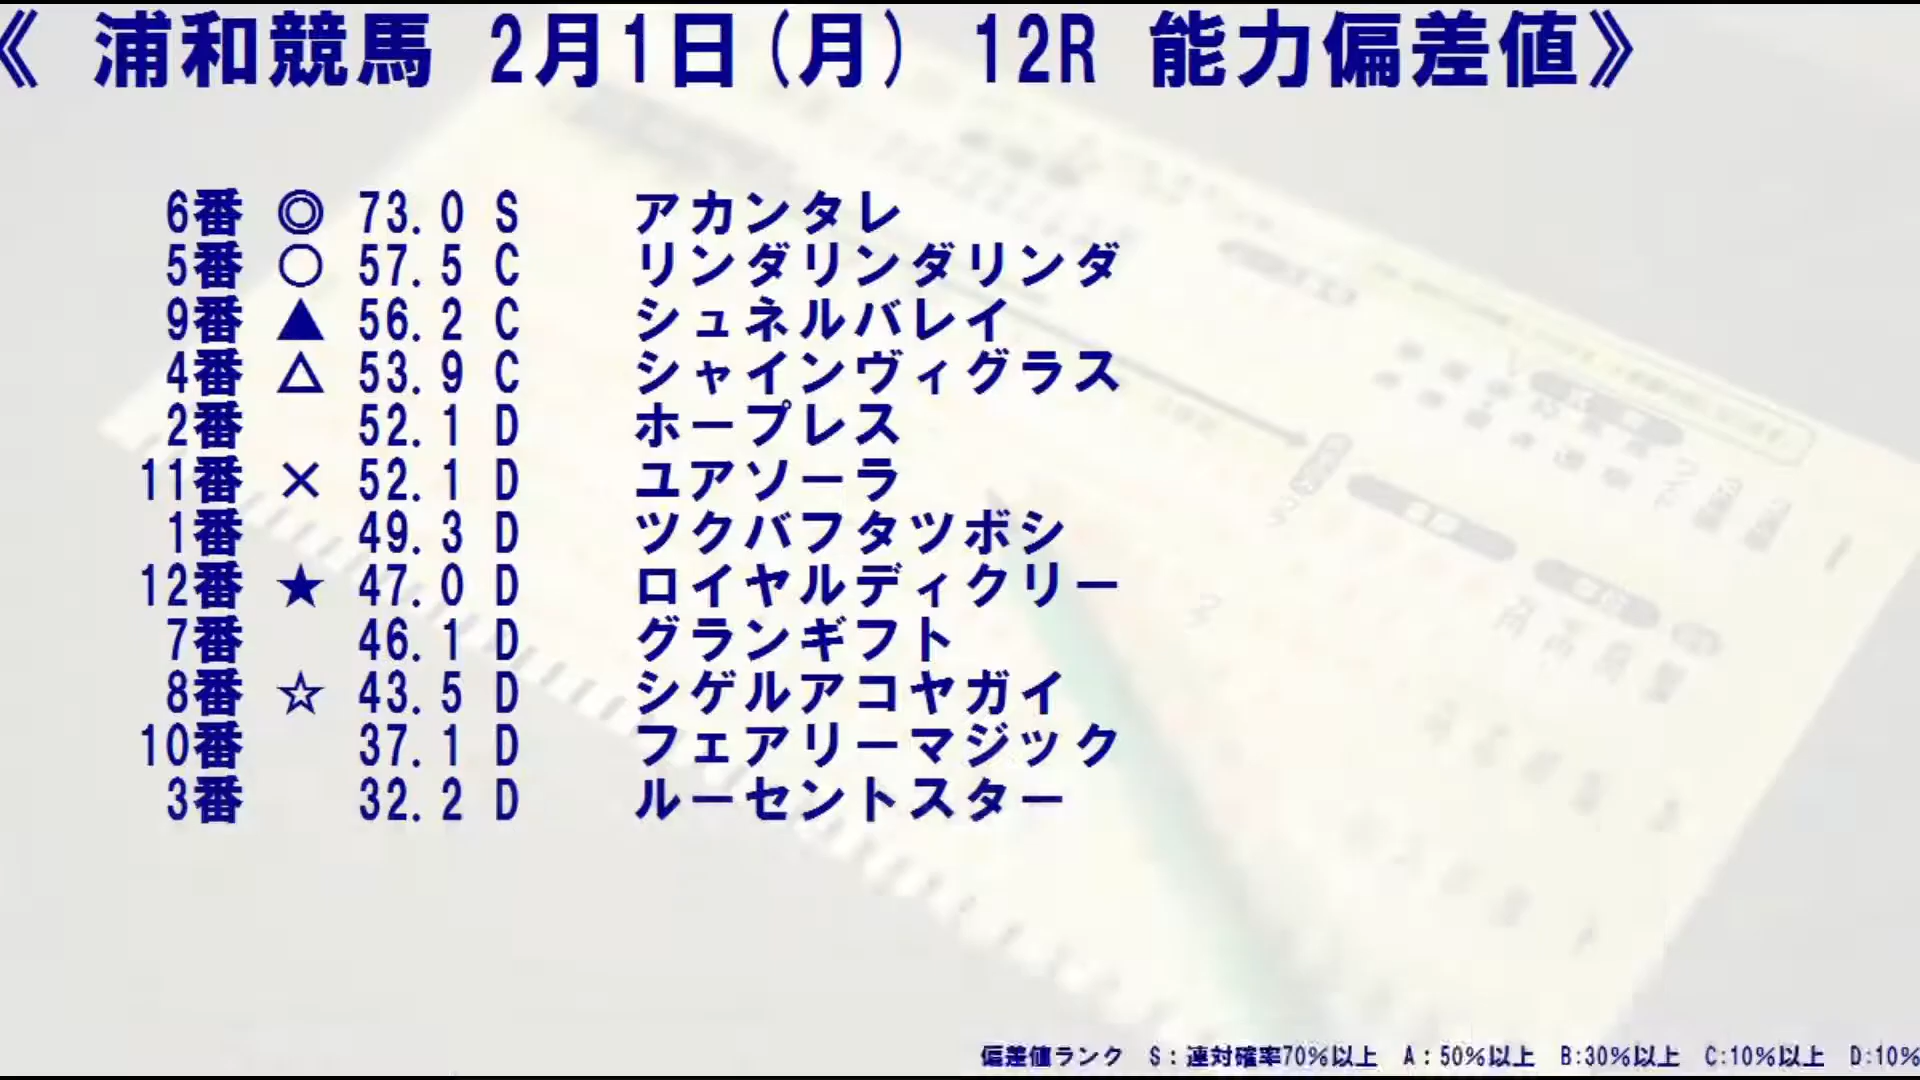 《 浦和競馬 2月1日(月) 12R 能力偏差値》
6番 ◎ 73.0 S アカンタレ
5番 ○ 57.5 C リンダリンダリンダ
9番 ▲ 56.2 C シュネルバレイ
4番 △ 53.9 C シャインヴィグラス
2番 52.1 D ホープレス
11番 × 52.1 D ユアソーラ
1番 49.3 D ツクバフタツボシ
12番 ★ 47.0 D ロイヤルディクリー
7番 46.1 D グランギフト
8番 ☆ 43.5 D シゲルアコヤガイ
10番 37.1 D フェアリーマジック
3番 32.2 D ルーセントスター
偏差値ランク S：連対確率70%以上 A：50%以上 B:30%以上 C:10%以上 D:10%